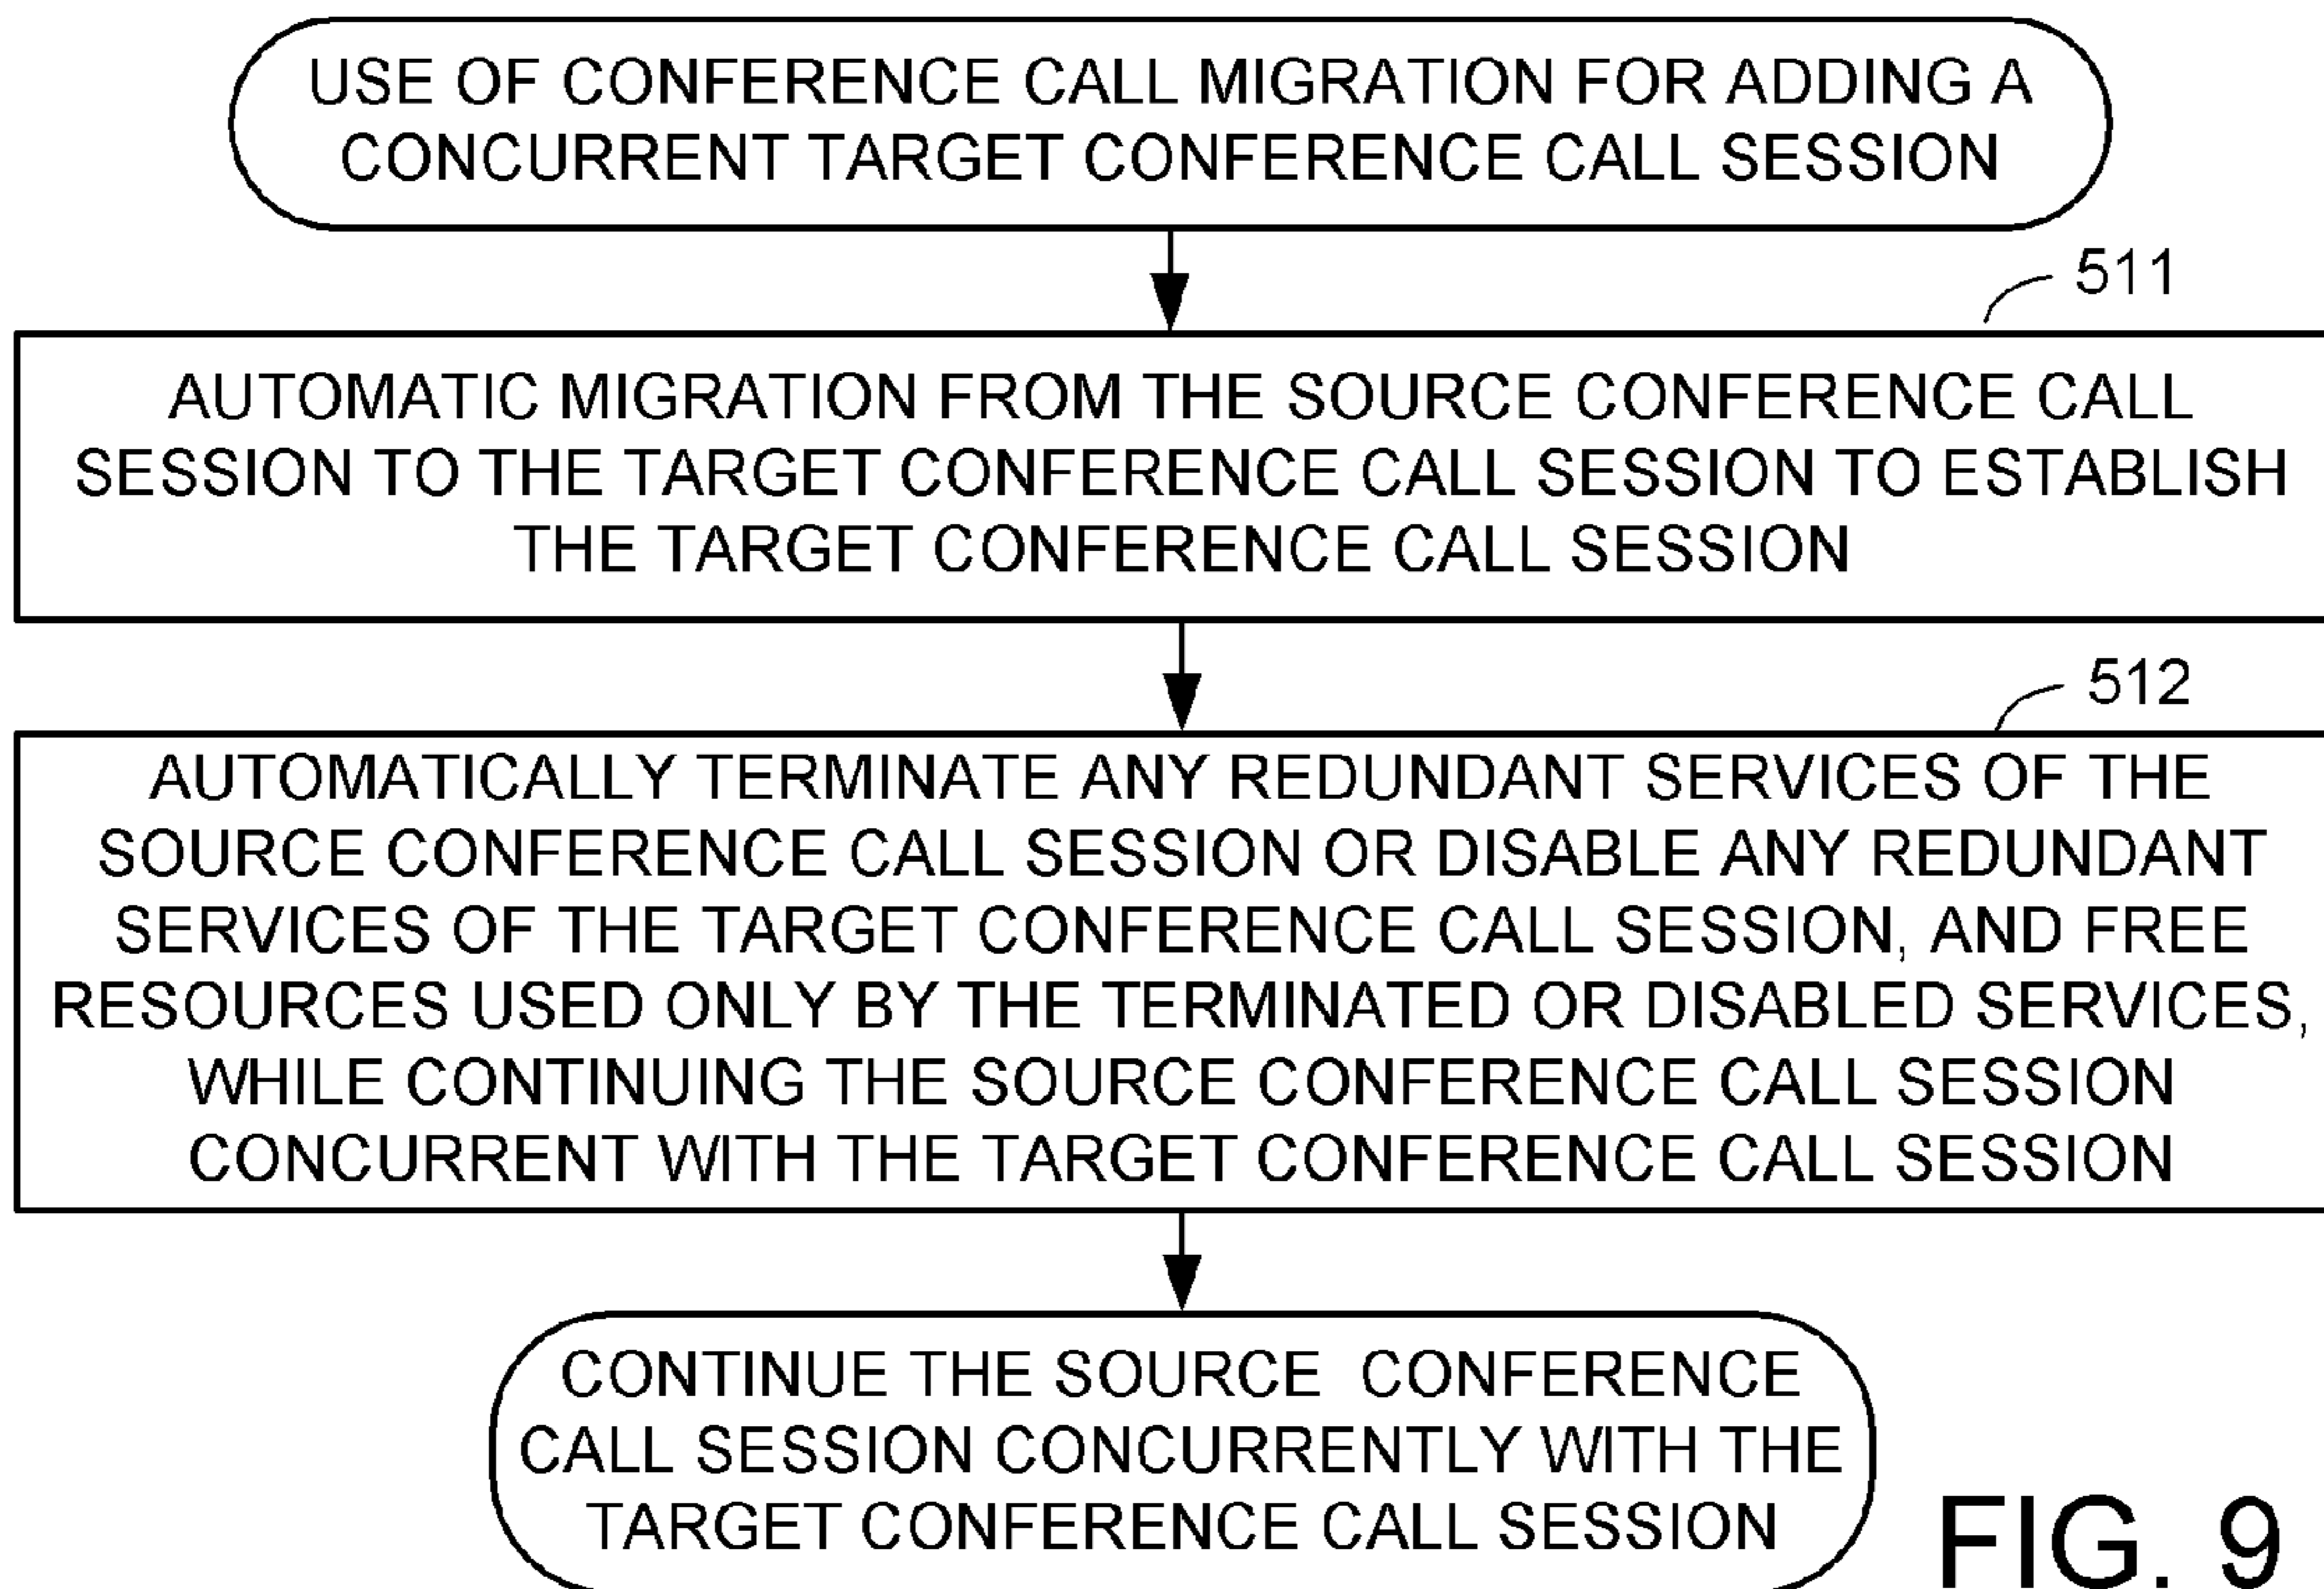 USE OF CONFERENCE CALL MIGRATION FOR ADDING A
CONCURRENT TARGET CONFERENCE CALL SESSION
511
AUTOMATIC MIGRATION FROM THE SOURCE CONFERENCE CALL
SESSION TO THE TARGET CONFERENCE CALL SESSION TO ESTABLISH
THE TARGET CONFERENCE CALL SESSION
512
AUTOMATICALLY TERMINATE ANY REDUNDANT SERVICES OF THE
SOURCE CONFERENCE CALL SESSION OR DISABLE ANY REDUNDANT
SERVICES OF THE TARGET CONFERENCE CALL SESSION, AND FREE
RESOURCES USED ONLY BY THE TERMINATED OR DISABLED SERVICES,
WHILE CONTINUING THE SOURCE CONFERENCE CALL SESSION
CONCURRENT WITH THE TARGET CONFERENCE CALL SESSION
CONTINUE THE SOURCE CONFERENCE
CALL SESSION CONCURRENTLY WITH THE
TARGET CONFERENCE CALL SESSION
FIG. 9